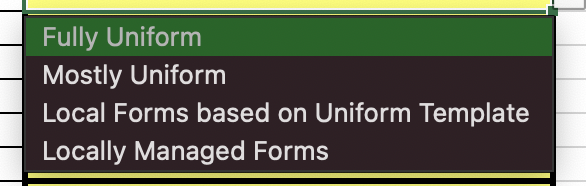 Fully Uniform
Mostly Uniform
Local Forms based on Uniform Template
Locally Managed Forms